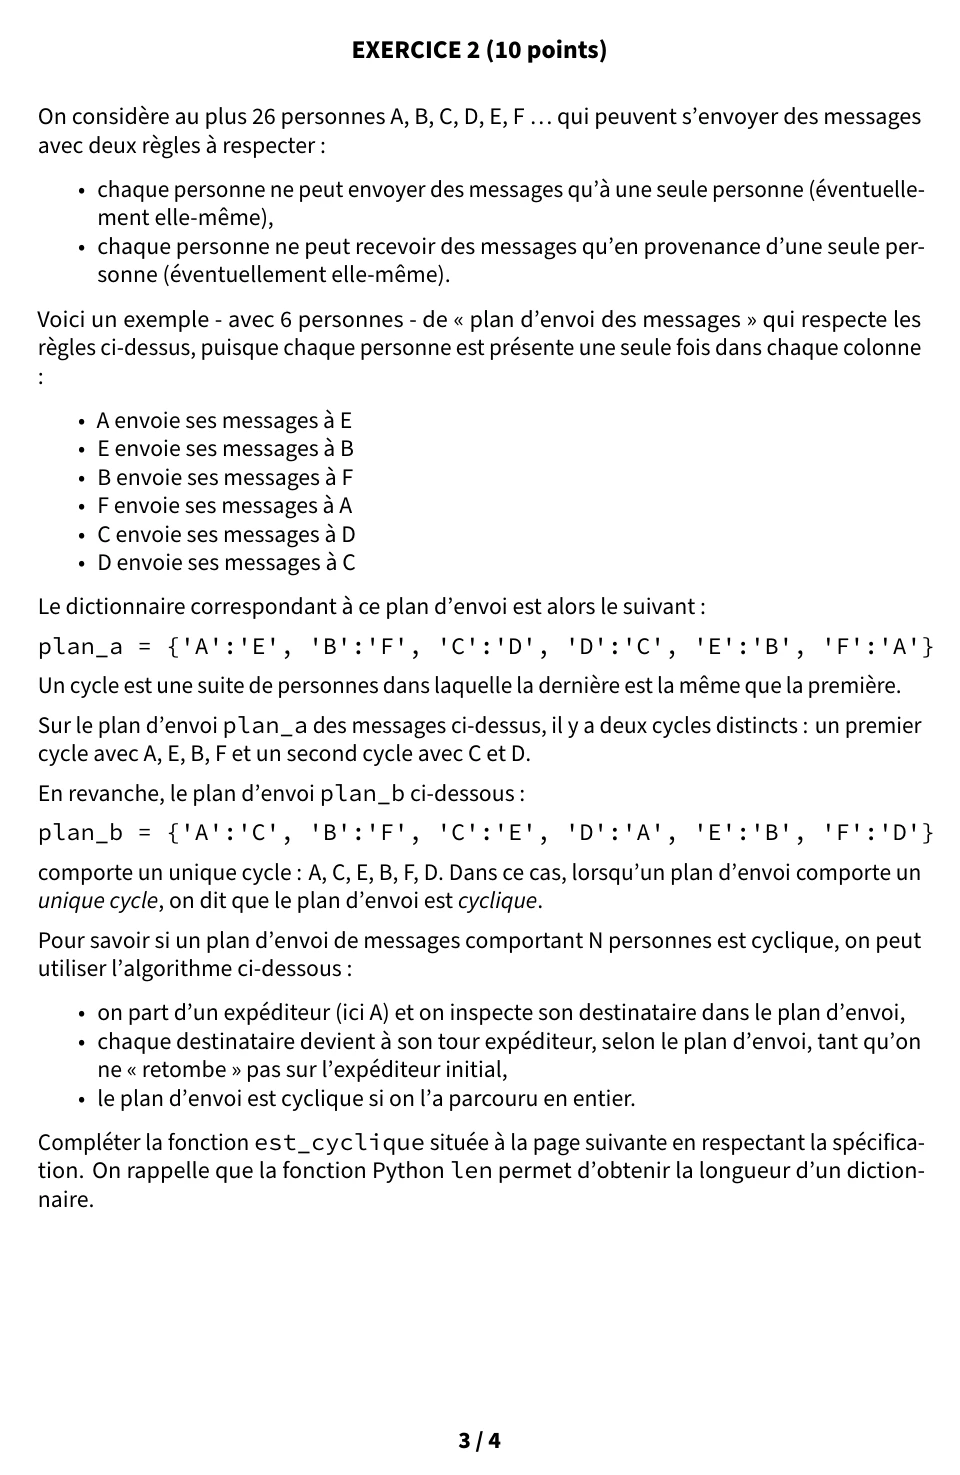 EXERCICE 2 (10 points)
On considère au plus 26 personnes A, B, C, D, E, F … qui peuvent s’envoyer des messages
avec deux règles à respecter :
• chaque personne ne peut envoyer des messages qu’à une seule personne (éventuelle-
ment elle-même),
• chaque personne ne peut recevoir des messages qu’en provenance d’une seule per-
sonne (éventuellement elle-même).
Voici un exemple - avec 6 personnes - de « plan d’envoi des messages » qui respecte les
règles ci-dessus, puisque chaque personne est présente une seule fois dans chaque colonne
:
• A envoie ses messages à E
• E envoie ses messages à B
• B envoie ses messages à F
• F envoie ses messages à A
• C envoie ses messages à D
• D envoie ses messages à C
Le dictionnaire correspondant à ce plan d’envoi est alors le suivant :
plan_a = {'A':'E', 'B':'F', 'C':'D', 'D':'C', 'E':'B', 'F':'A'}
Un cycle est une suite de personnes dans laquelle la dernière est la même que la première.
Sur le plan d’envoi plan_a des messages ci-dessus, il y a deux cycles distincts : un premier
cycle avec A, E, B, F et un second cycle avec C et D.
En revanche, le plan d’envoi plan_b ci-dessous :
plan_b = {'A':'C', 'B':'F', 'C':'E', 'D':'A', 'E':'B', 'F':'D'}
comporte un unique cycle : A, C, E, B, F, D. Dans ce cas, lorsqu’un plan d’envoi comporte un
unique cycle, on dit que le plan d’envoi est cyclique.
Pour savoir si un plan d’envoi de messages comportant N personnes est cyclique, on peut
utiliser l’algorithme ci-dessous :
• on part d’un expéditeur (ici A) et on inspecte son destinataire dans le plan d’envoi,
• chaque destinataire devient à son tour expéditeur, selon le plan d’envoi, tant qu’on
ne « retombe » pas sur l’expéditeur initial,
• le plan d’envoi est cyclique si on l’a parcouru en entier.
Compléter la fonction est_cyclique située à la page suivante en respectant la spécifica-
tion. On rappelle que la fonction Python len permet d’obtenir la longueur d’un diction-
naire.
3 / 4